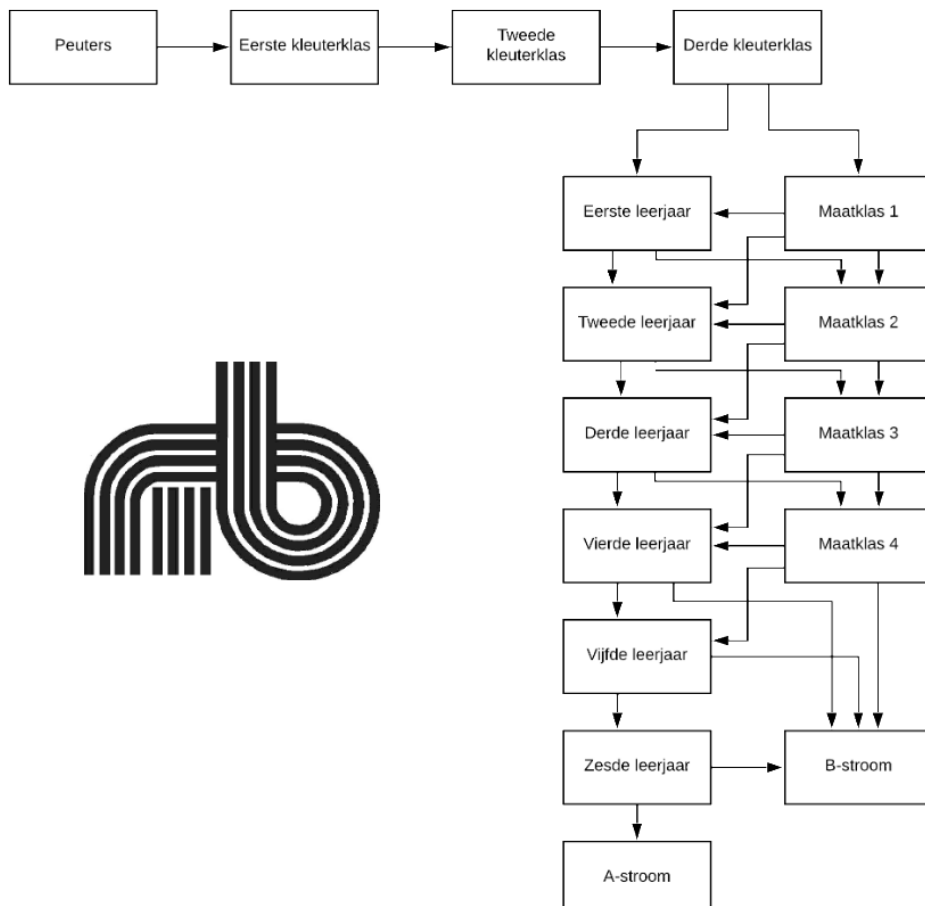 Peuters
Eerste kleuterklas
Tweede
kleuterklas
Derde kleuterklas
Eerste leerjaar
Maatklas 1
Tweede leerjaar
Maatklas 2
Derde leerjaar
Maatklas 3
Vierde leerjaar
Maatklas 4
Vijfde leerjaar
Zesde leerjaar
B-stroom
A-stroom
mb